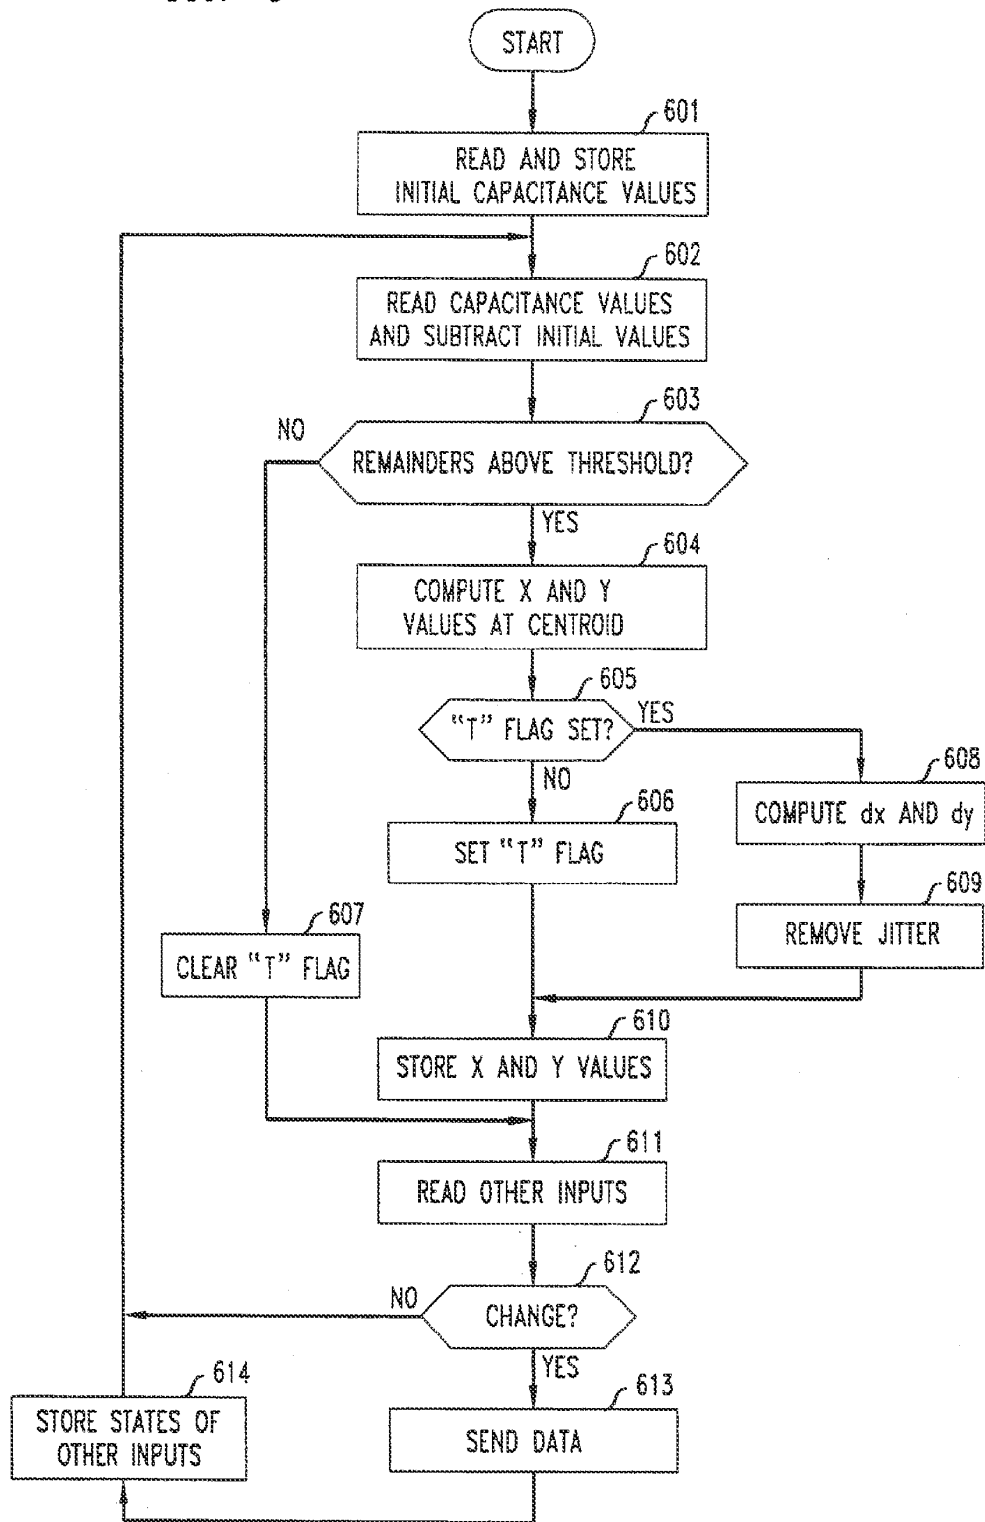 START
601
READ AND STORE
INITIAL CAPACITANCE VALUES
602
READ CAPACITANCE VALUES
AND SUBTRACT INITIAL VALUES
603
NO
REMAINDERS ABOVE THRESHOLD?
YES
604
COMPUTE X AND Y
VALUES AT CENTROID
605
"T" FLAG SET?
YES
NO
608
COMPUTE dx AND dy
606
SET "T" FLAG
609
REMOVE JITTER
607
CLEAR "T" FLAG
610
STORE X AND Y VALUES
611
READ OTHER INPUTS
612
NO
CHANGE?
YES
614
STORE STATES OF
OTHER INPUTS
613
SEND DATA